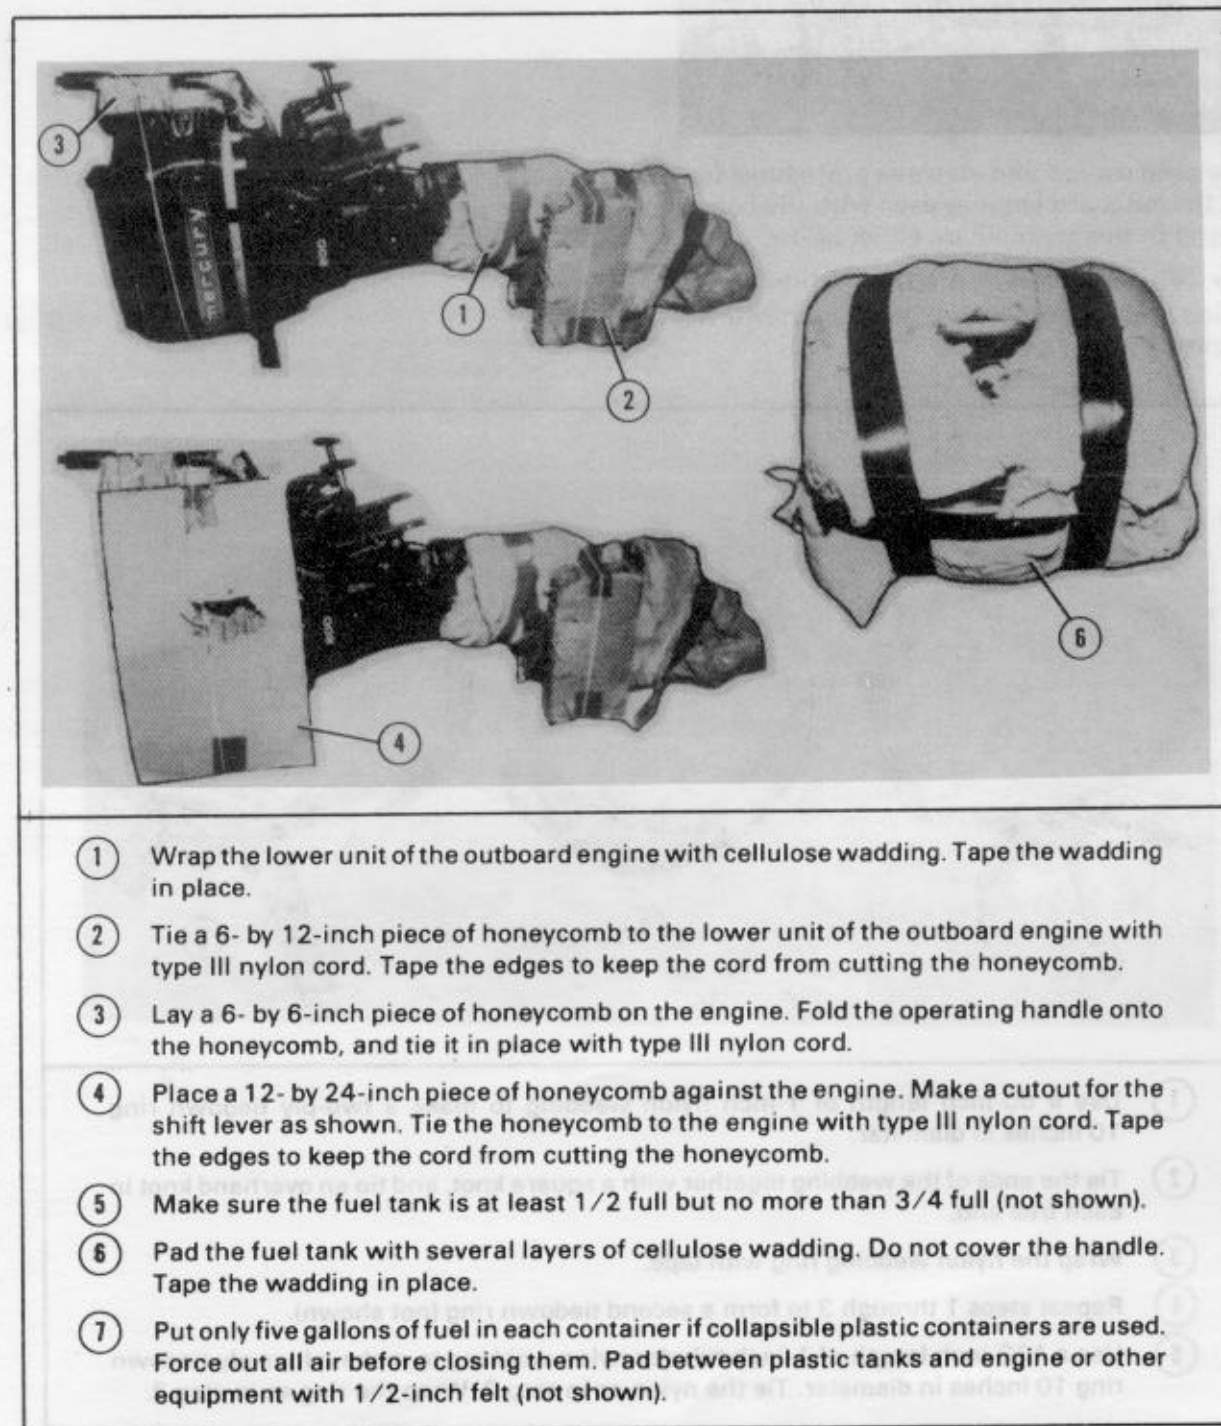 3
mercury
1
2
6
4
1 Wrap the lower unit of the outboard engine with cellulose wadding. Tape the wadding
in place.
2 Tie a 6- by 12-inch piece of honeycomb to the lower unit of the outboard engine with
type III nylon cord. Tape the edges to keep the cord from cutting the honeycomb.
3 Lay a 6- by 6-inch piece of honeycomb on the engine. Fold the operating handle onto
the honeycomb, and tie it in place with type III nylon cord.
4 Place a 12- by 24-inch piece of honeycomb against the engine. Make a cutout for the
shift lever as shown. Tie the honeycomb to the engine with type III nylon cord. Tape
the edges to keep the cord from cutting the honeycomb.
5 Make sure the fuel tank is at least 1/2 full but no more than 3/4 full (not shown).
6 Pad the fuel tank with several layers of cellulose wadding. Do not cover the handle.
Tape the wadding in place.
7 Put only five gallons of fuel in each container if collapsible plastic containers are used.
Force out all air before closing them. Pad between plastic tanks and engine or other
equipment with 1/2-inch felt (not shown).